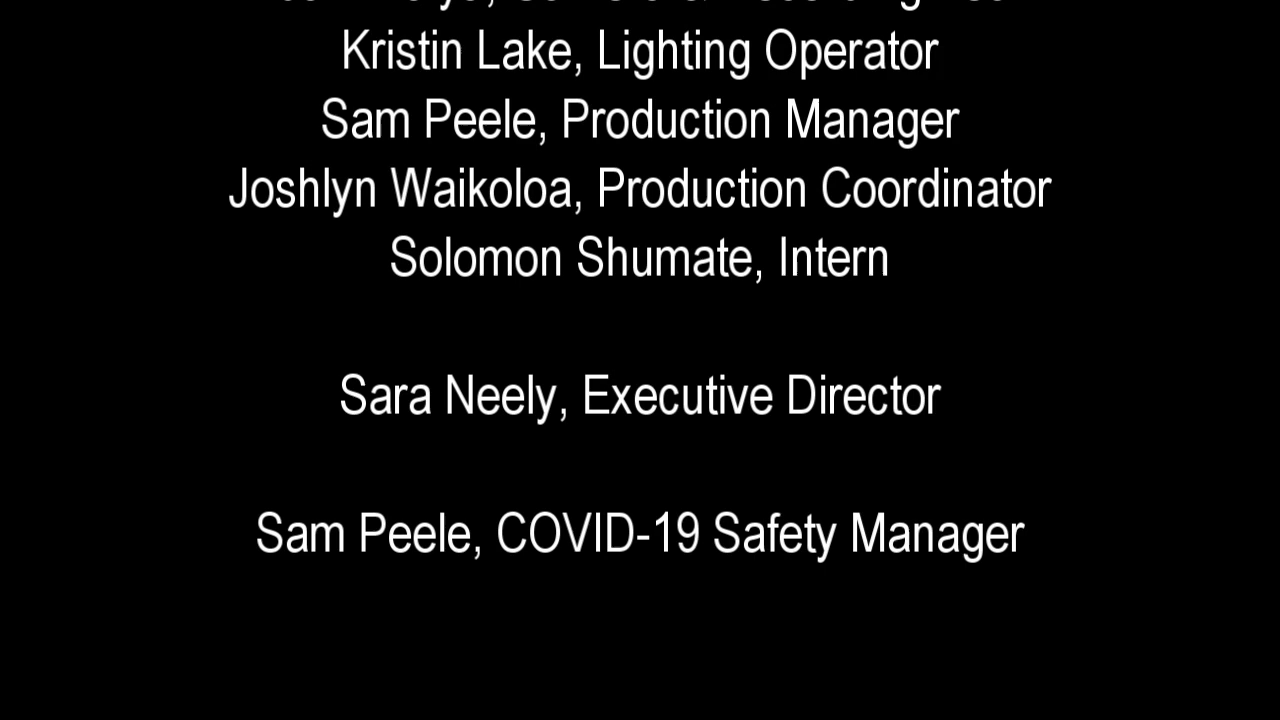 Kristin Lake, Lighting Operator
Sam Peele, Production Manager
Joshlyn Waikoloa, Production Coordinator
Solomon Shumate, Intern
Sara Neely, Executive Director
Sam Peele, COVID-19 Safety Manager